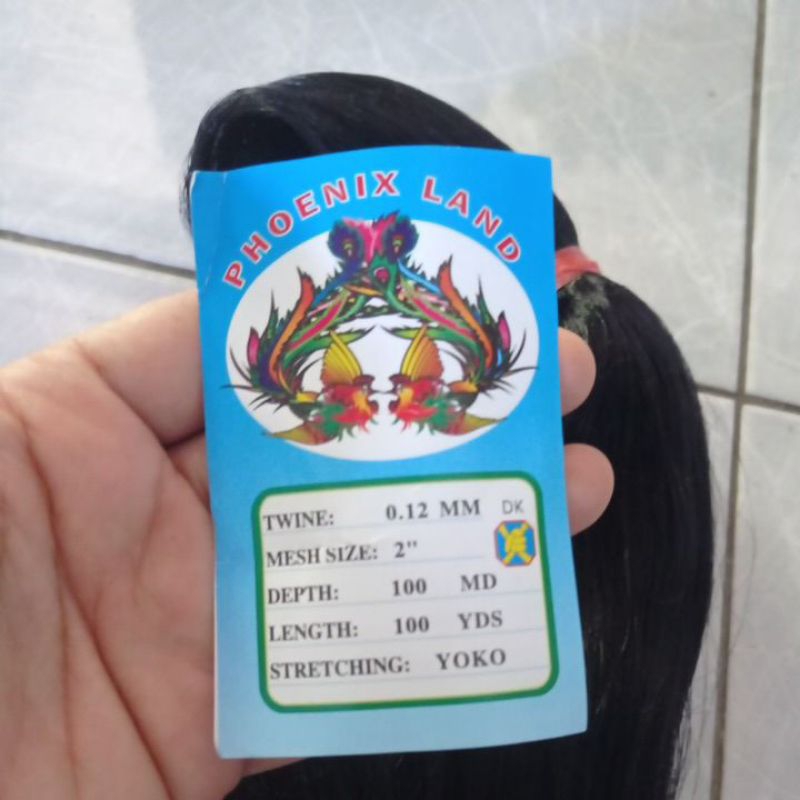 PHOENIX LAND
TWINE: 0.12 MM DK
MESH SIZE: 2"
DEPTH: 100 MD
LENGTH: 100 YDS
STRETCHING: YOKO